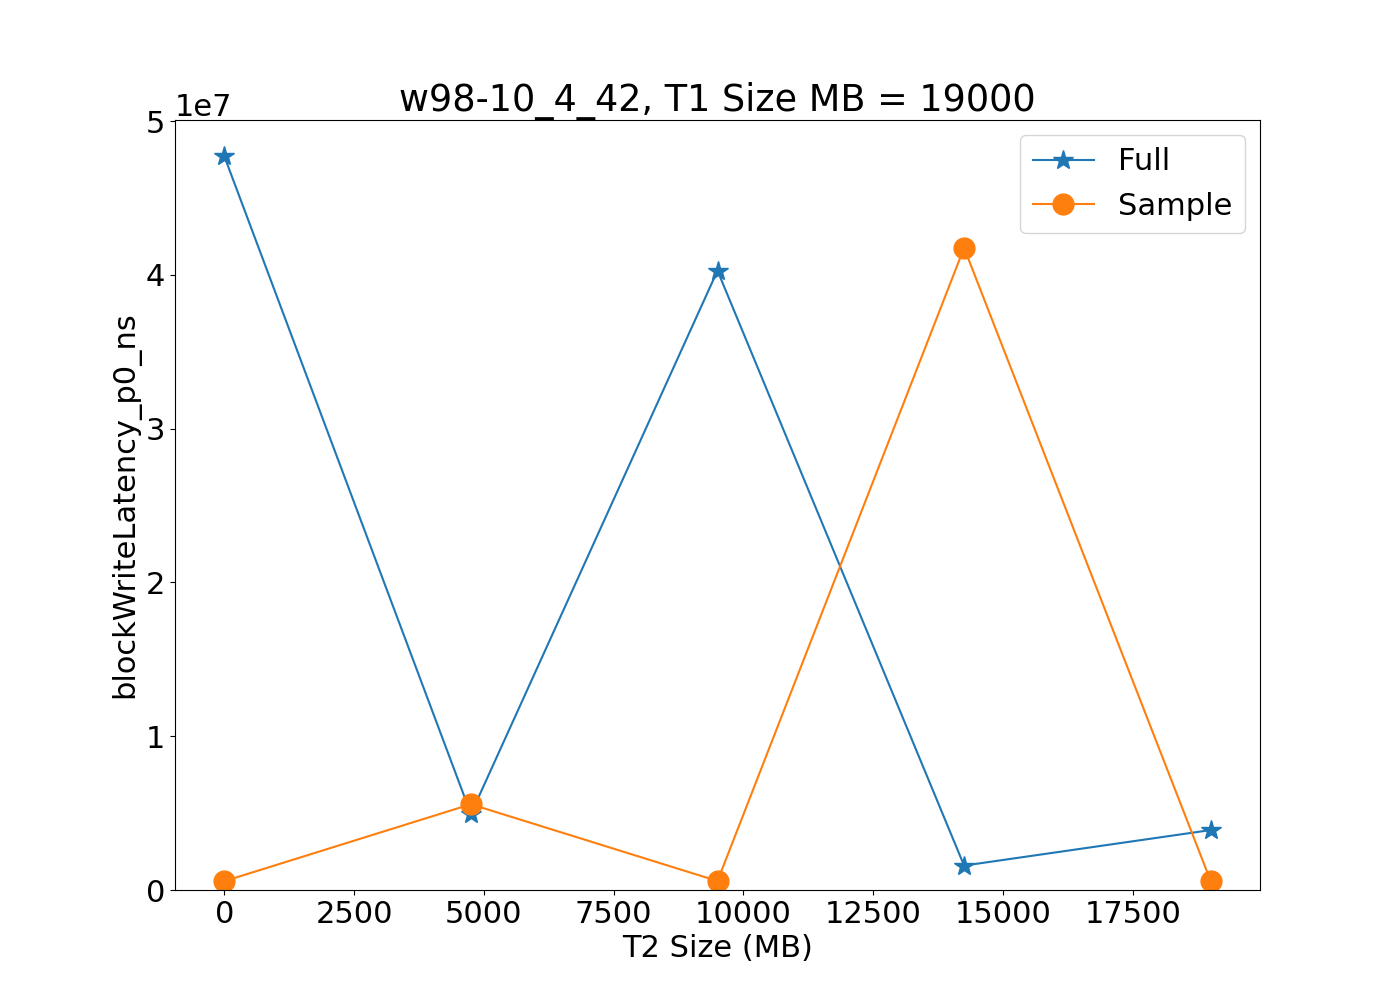 w98-10_4_42, T1 Size MB = 19000
1e7
5
4
3
2
1
0
blockWriteLatency_p0_ns
Full
Sample
0 2500 5000 7500 10000 12500 15000 17500
T2 Size (MB)